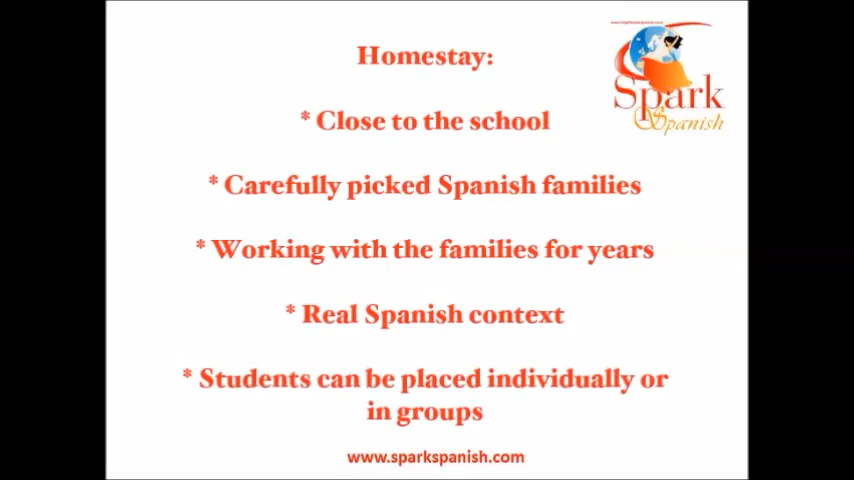 Homestay:
Spark
Spanish
* Close to the school
* Carefully picked Spanish families
* Working with the families for years
* Real Spanish context
* Students can be placed individually or
in groups
www.sparkspanish.com